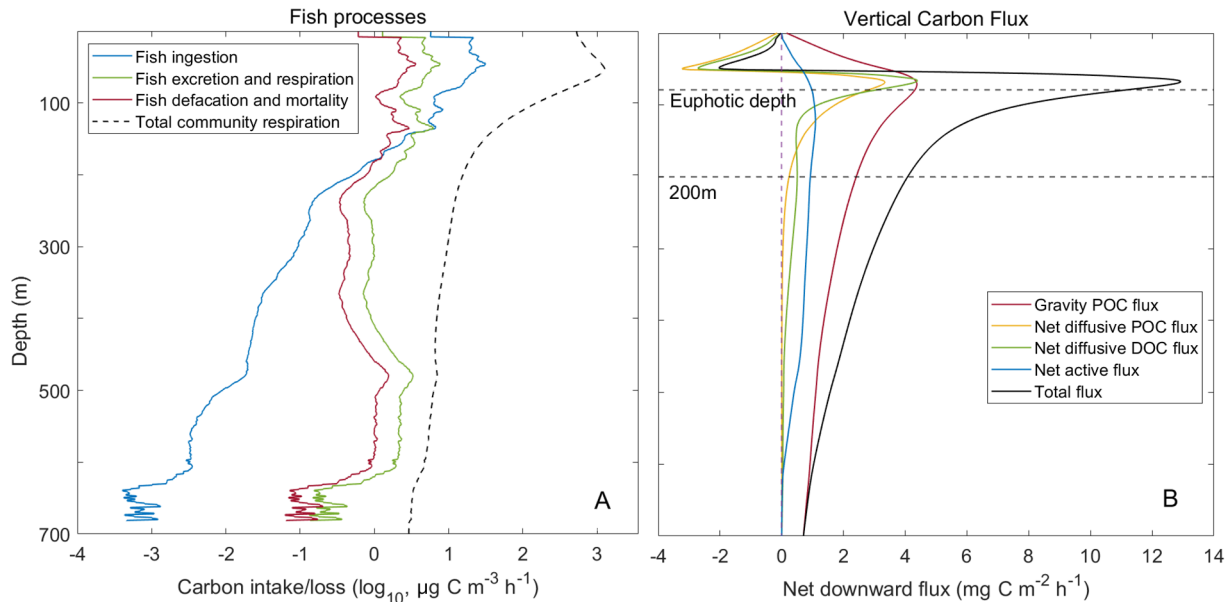 Fish processes
Fish ingestion
Fish excretion and respiration
Fish defacation and mortality
Total community respiration
100
300
500
700
Depth (m)
-4 -3 -2 -1 0 1 2 3
Carbon intake/loss (log₁₀, µg C m⁻³ h⁻¹)
A
Vertical Carbon Flux
Euphotic depth
200m
Gravity POC flux
Net diffusive POC flux
Net diffusive DOC flux
Net active flux
Total flux
B
-4 -2 0 2 4 6 8 10 12 14
Net downward flux (mg C m⁻² h⁻¹)